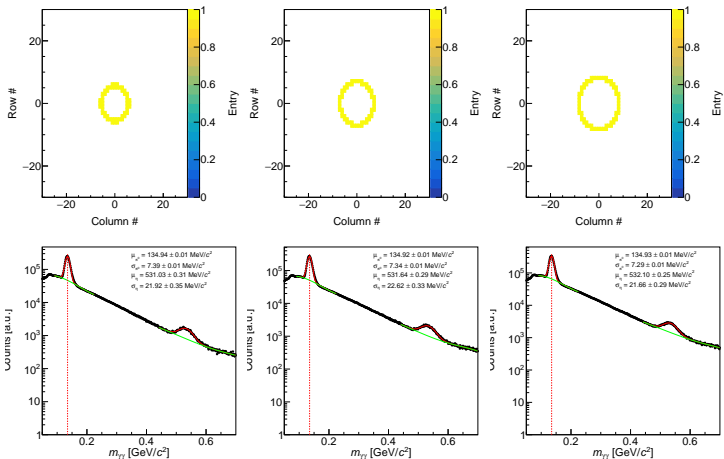 20
0
−20
Row #
−20 0 20
Column #
1
0.8
0.6
0.4
0.2
0
Entry
20
0
−20
Row #
−20 0 20
Column #
1
0.8
0.6
0.4
0.2
0
Entry
20
0
−20
Row #
−20 0 20
Column #
1
0.8
0.6
0.4
0.2
0
Entry
μπ⁰ = 134.94 ± 0.01 MeV/c²
σπ⁰ = 7.39 ± 0.01 MeV/c²
μη = 531.03 ± 0.31 MeV/c²
ση = 21.92 ± 0.35 MeV/c²
10⁵
10⁴
10³
10²
10
1
Counts [a.u.]
0.2 0.4 0.6
mγγ [GeV/c²]
μπ⁰ = 134.92 ± 0.01 MeV/c²
σπ⁰ = 7.34 ± 0.01 MeV/c²
μη = 531.64 ± 0.29 MeV/c²
ση = 22.62 ± 0.33 MeV/c²
10⁵
10⁴
10³
10²
10
1
Counts [a.u.]
0.2 0.4 0.6
mγγ [GeV/c²]
μπ⁰ = 134.93 ± 0.01 MeV/c²
σπ⁰ = 7.29 ± 0.01 MeV/c²
μη = 532.10 ± 0.25 MeV/c²
ση = 21.66 ± 0.29 MeV/c²
10⁵
10⁴
10³
10²
10
1
Counts [a.u.]
0.2 0.4 0.6
mγγ [GeV/c²]